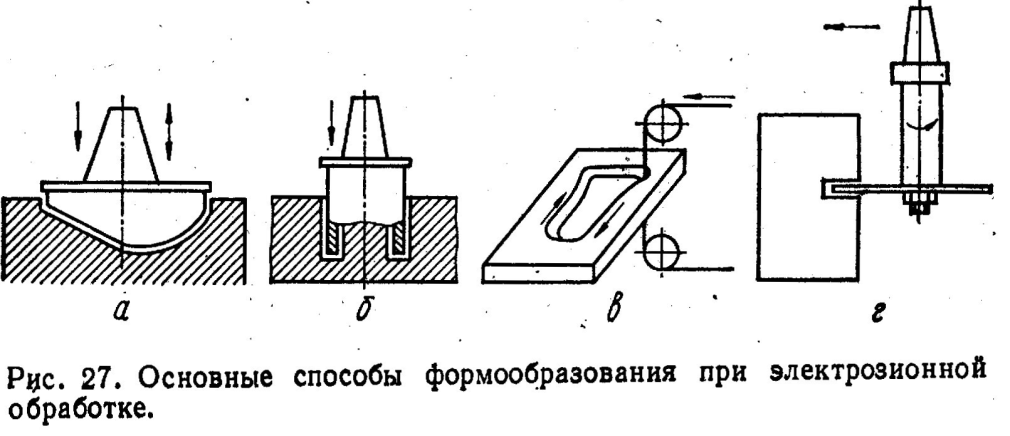 а б в г
Рис. 27. Основные способы формообразования при электрозионной
обработке.